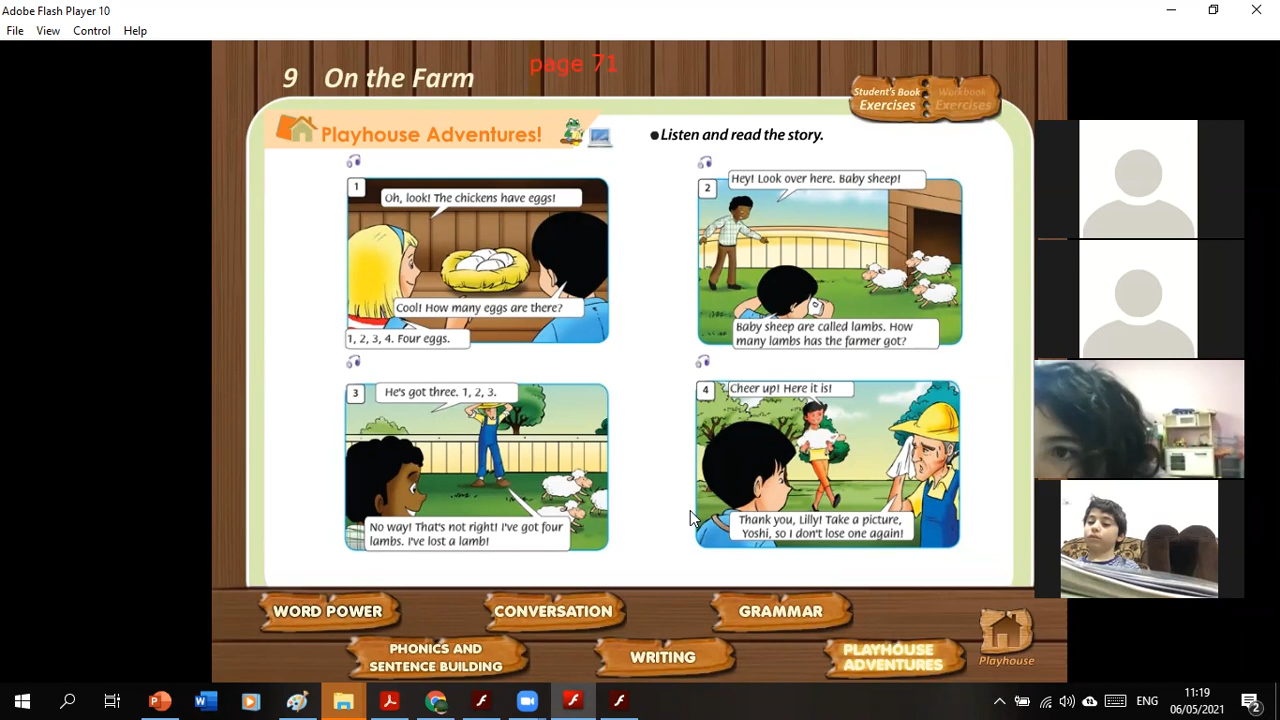 Adobe Flash Player 10
File View Control Help
page 71
9 On the Farm
Student's Book
Exercises
Workbook
Exercises
Playhouse Adventures!
Listen and read the story.
1
Oh, look! The chickens have eggs!
Cool! How many eggs are there?
1, 2, 3, 4. Four eggs.
2
Hey! Look over here. Baby sheep!
Baby sheep are called lambs. How
many lambs has the farmer got?
3
He's got three. 1, 2, 3.
No way! That's not right! I've got four
lambs. I've lost a lamb!
4
Cheer up! Here it is!
Thank you, Lilly! Take a picture,
Yoshi, so I don't lose one again!
WORD POWER
CONVERSATION
GRAMMAR
PHONICS AND
SENTENCE BUILDING
WRITING
PLAYHOUSE
ADVENTURES
Playhouse
ENG
11:19
06/05/2021
2